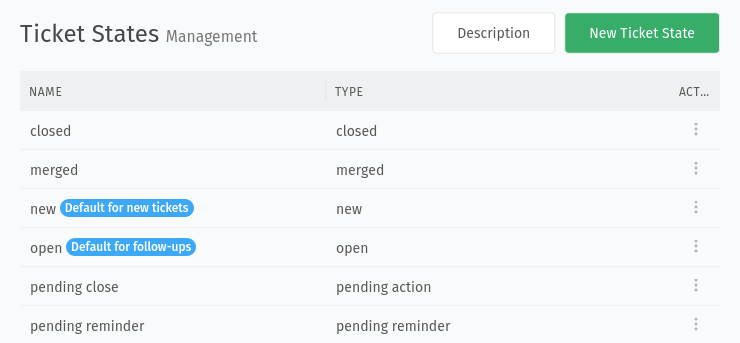 Ticket States Management
Description
New Ticket State
NAME TYPE ACT...
closed closed
merged merged
new Default for new tickets new
open Default for follow-ups open
pending close pending action
pending reminder pending reminder